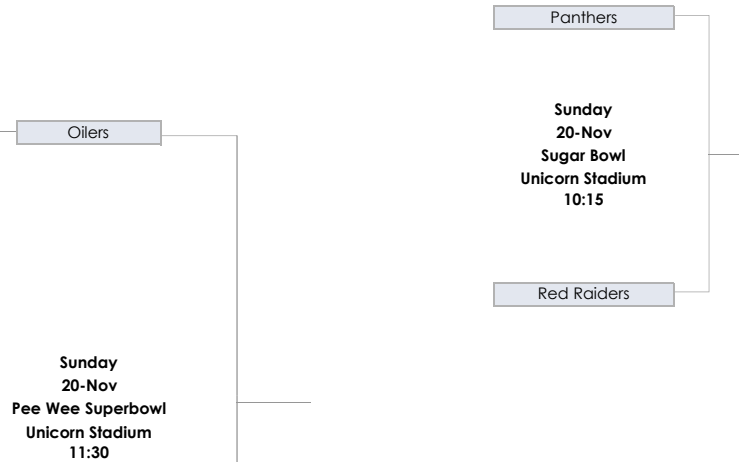 Panthers
Sunday
20-Nov
Sugar Bowl
Unicorn Stadium
10:15
Red Raiders
Oilers
Sunday
20-Nov
Pee Wee Superbowl
Unicorn Stadium
11:30